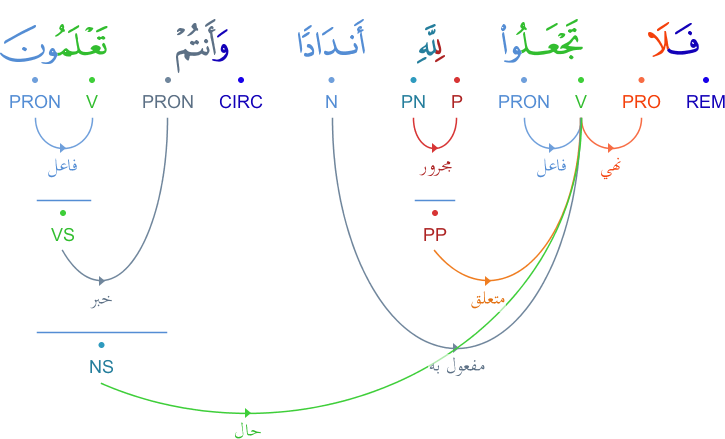 فَلَا تَجْعَلُوا۟ لِلَّهِ أَندَادًا وَأَنتُمْ تَعْلَمُونَ
REM PRO V PRON P PN N CIRC PRON V PRON
نهي فاعل مجرور فاعل
PP VS
متعلق خبر
مفعول به
NS
حال